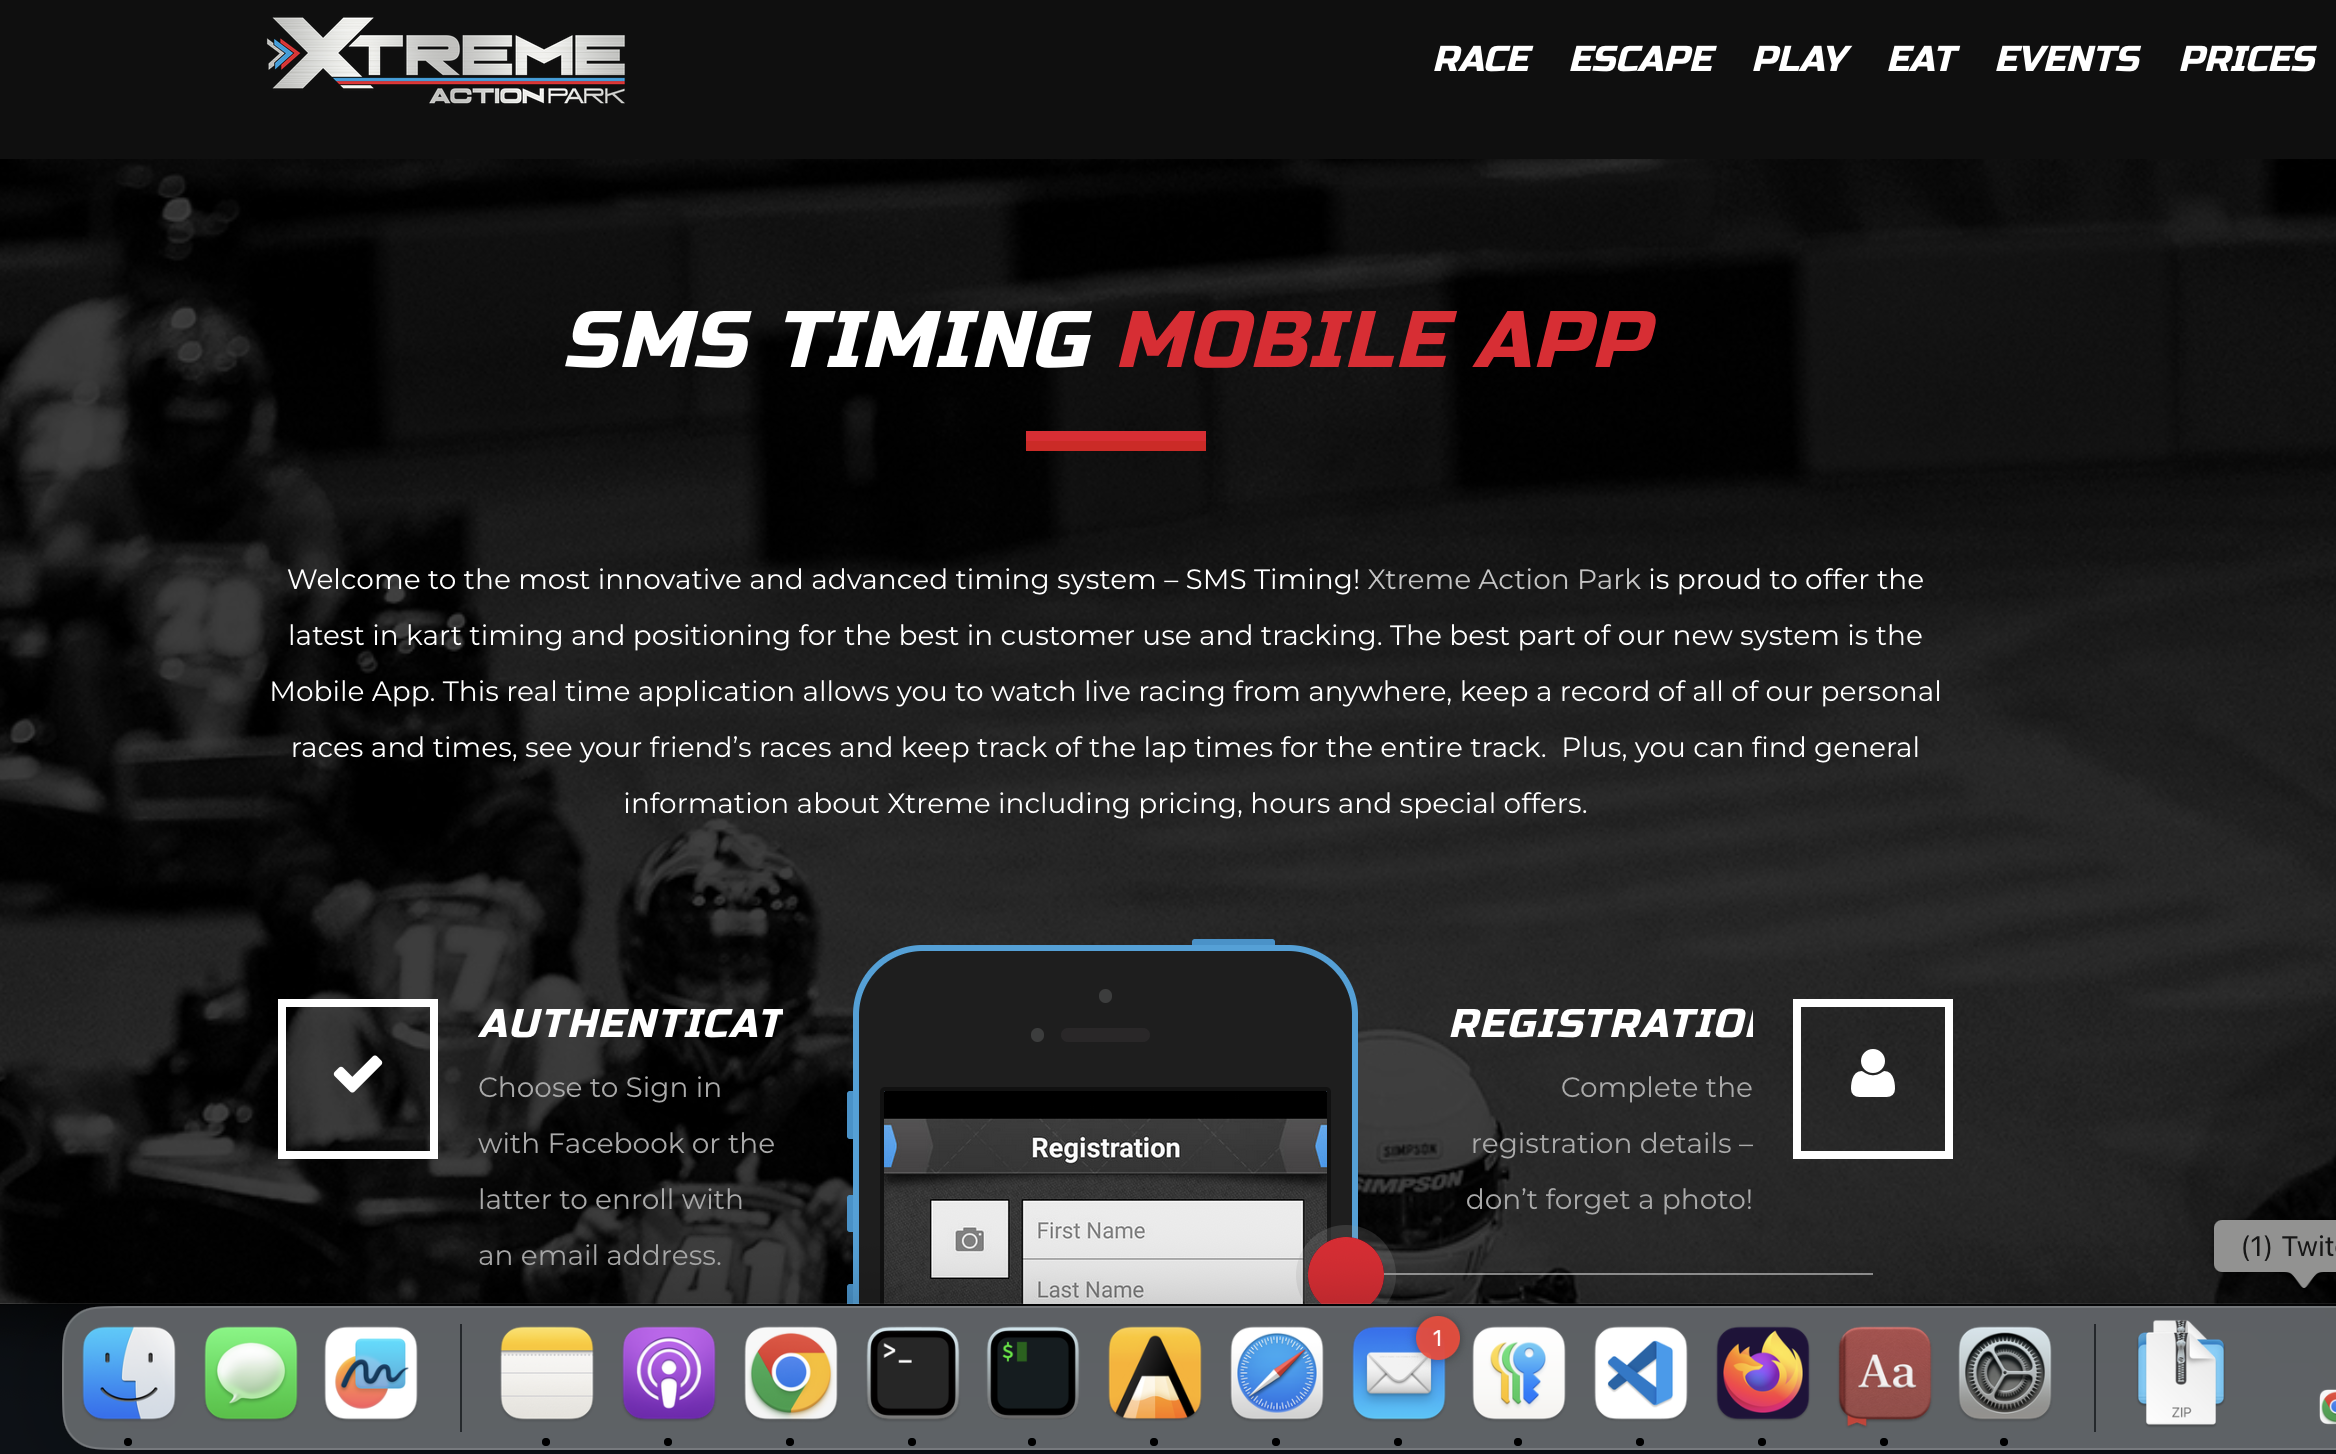 XTREME
ACTIONPARK
RACE ESCAPE PLAY EAT EVENTS PRICES
SMS TIMING MOBILE APP
Welcome to the most innovative and advanced timing system – SMS Timing! Xtreme Action Park is proud to offer the
latest in kart timing and positioning for the best in customer use and tracking. The best part of our new system is the
Mobile App. This real time application allows you to watch live racing from anywhere, keep a record of all of our personal
races and times, see your friend’s races and keep track of the lap times for the entire track.  Plus, you can find general
information about Xtreme including pricing, hours and special offers.
AUTHENTICAT
Choose to Sign in
with Facebook or the
latter to enroll with
an email address.
Registration
First Name
Last Name
REGISTRATIO
Complete the
registration details –
don’t forget a photo!
SIMPSON
SIMPSON
28
17
41
(1) Twit
>_
$
1
Aa
ZIP